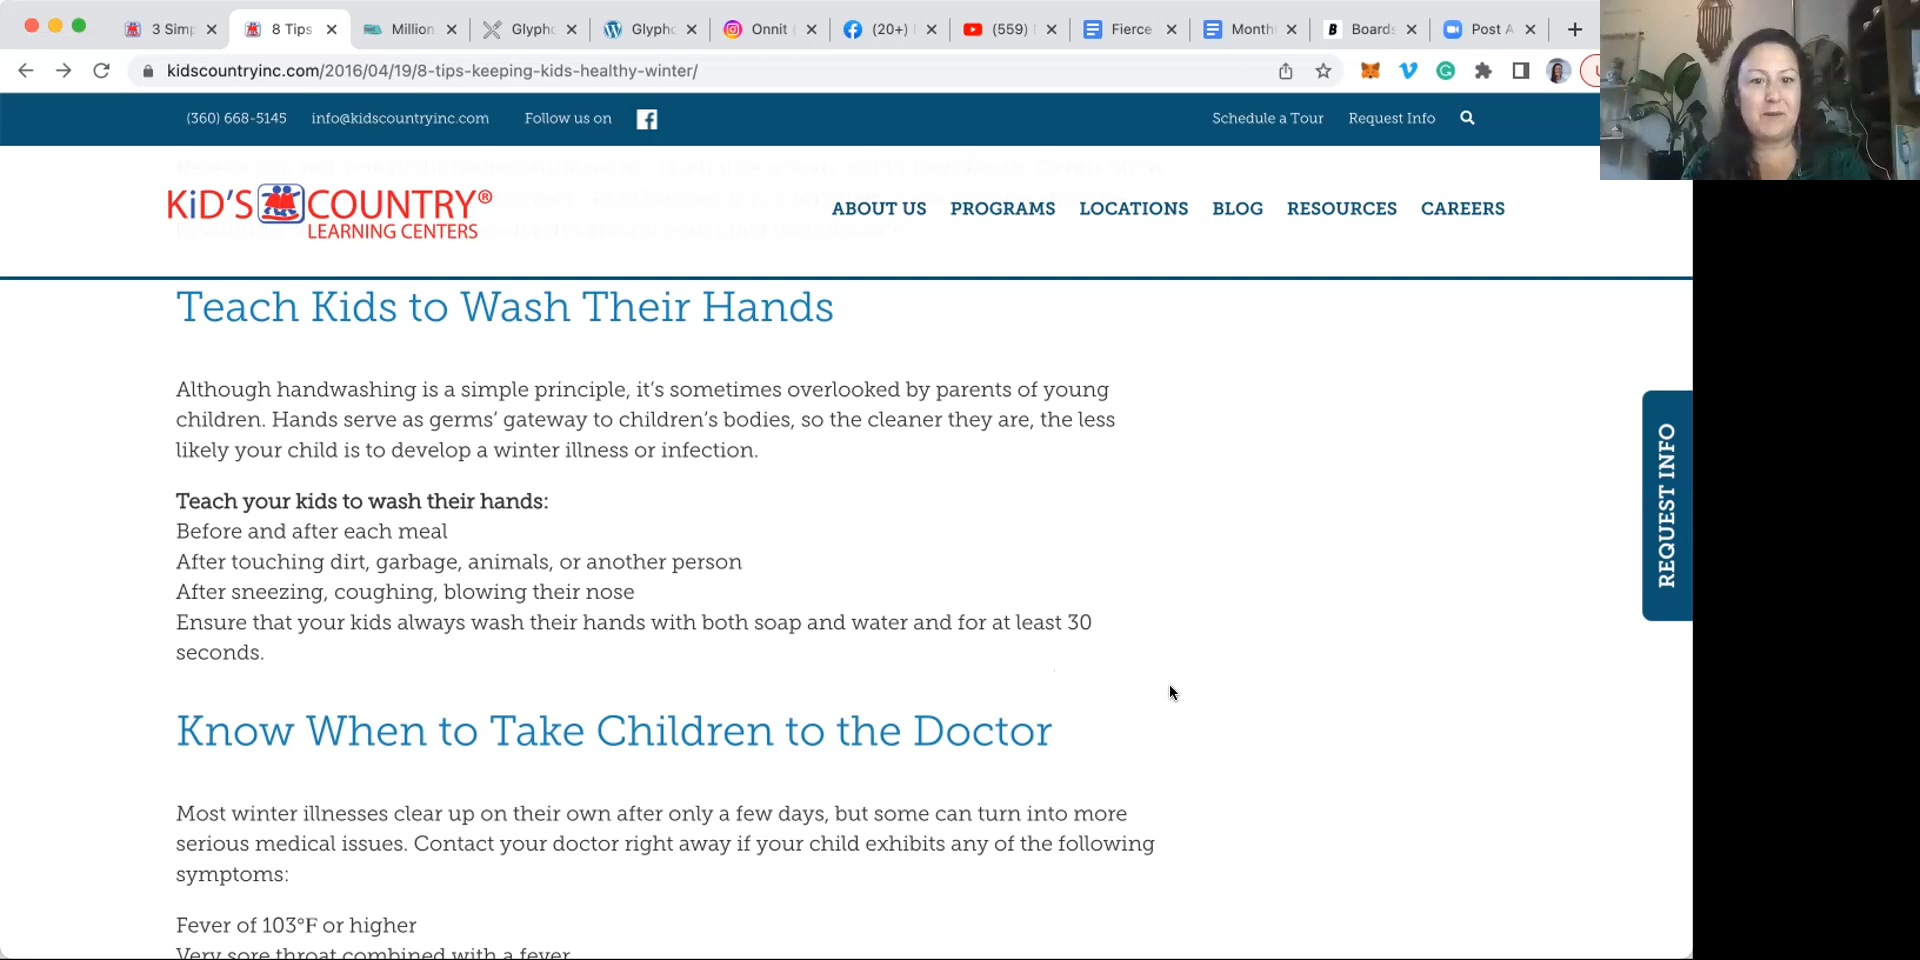 3 Simp
8 Tips
Million
Glypho
Glypho
Onnit
(20+)
(559)
Fierce
Month
Boards
Post A
kidscountryinc.com/2016/04/19/8-tips-keeping-kids-healthy-winter/
(360) 668-5145
info@kidscountryinc.com
Follow us on
Schedule a Tour
Request Info
KiD'S COUNTRY®
LEARNING CENTERS
ABOUT US
PROGRAMS
LOCATIONS
BLOG
RESOURCES
CAREERS
Teach Kids to Wash Their Hands
Although handwashing is a simple principle, it's sometimes overlooked by parents of young
children. Hands serve as germs' gateway to children's bodies, so the cleaner they are, the less
likely your child is to develop a winter illness or infection.
Teach your kids to wash their hands:
Before and after each meal
After touching dirt, garbage, animals, or another person
After sneezing, coughing, blowing their nose
Ensure that your kids always wash their hands with both soap and water and for at least 30
seconds.
REQUEST INFO
Know When to Take Children to the Doctor
Most winter illnesses clear up on their own after only a few days, but some can turn into more
serious medical issues. Contact your doctor right away if your child exhibits any of the following
symptoms:
Fever of 103°F or higher
Very sore throat combined with a fever